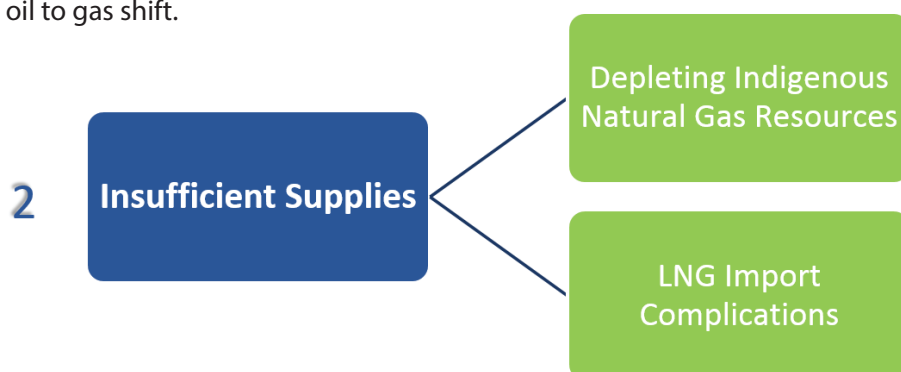 oil to gas shift.
2
Insufficient Supplies
Depleting Indigenous
Natural Gas Resources
LNG Import
Complications